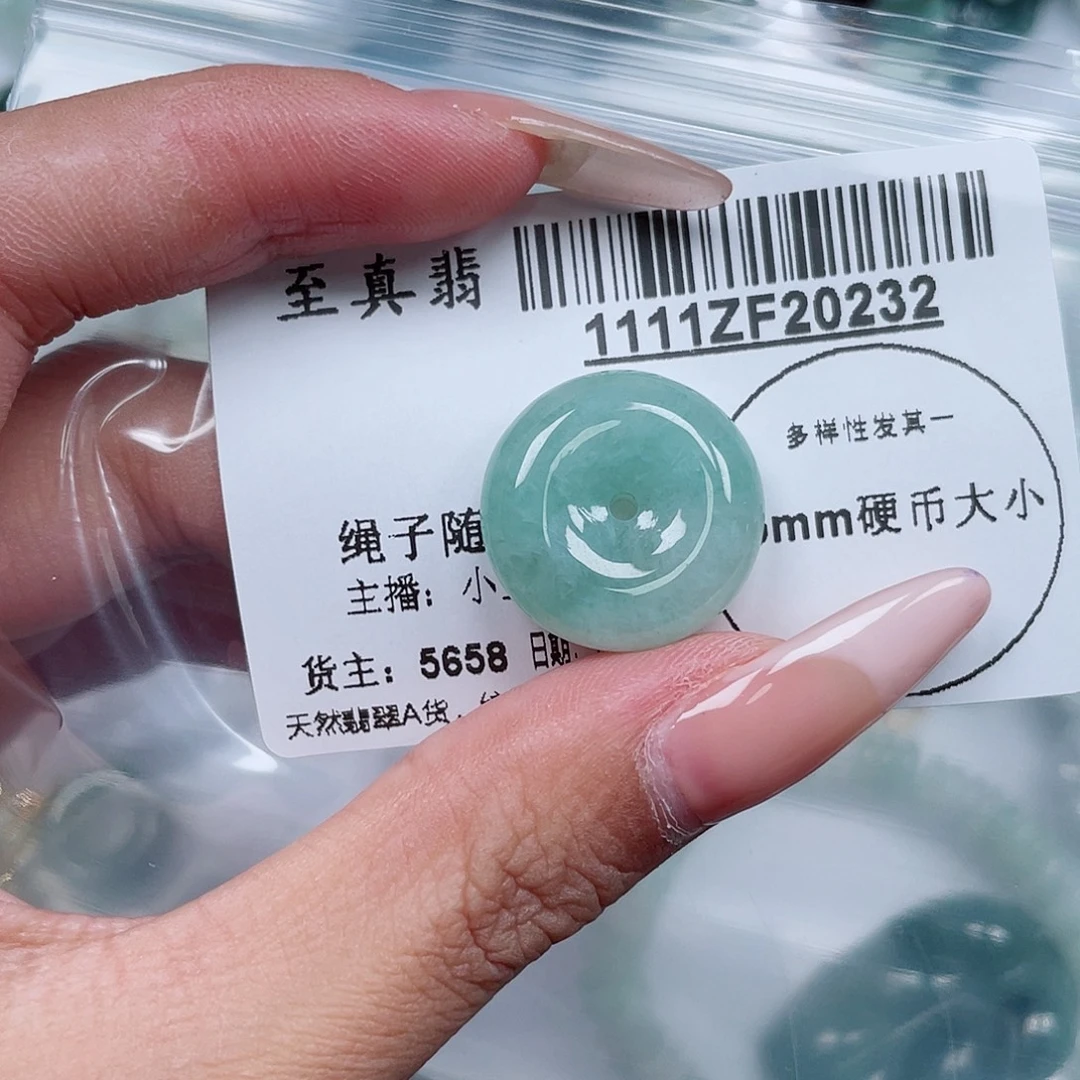 至真翡
1111ZF20232
多样性发其一
绳子随 mm硬币大小
主播：小
货主：5658 日期:
天然翡翠A货